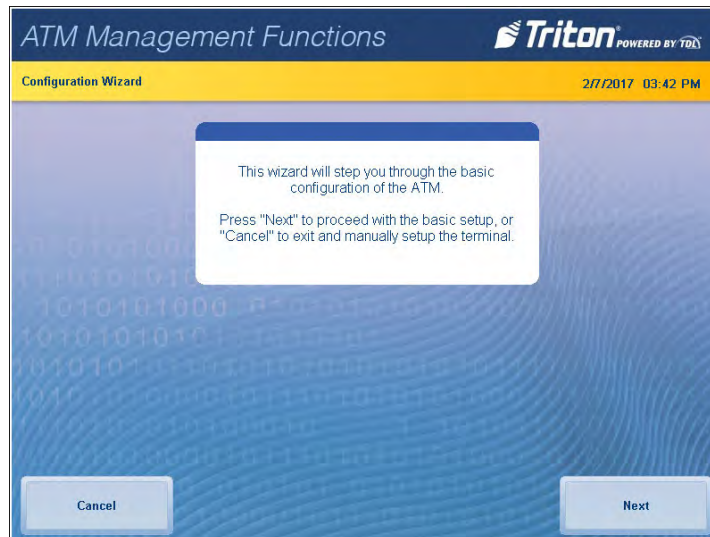 ATM Management Functions
Triton POWERED BY TDL
Configuration Wizard
2/7/2017 03:42 PM
This wizard will step you through the basic
configuration of the ATM.
Press "Next" to proceed with the basic setup, or
"Cancel" to exit and manually setup the terminal.
Cancel
Next